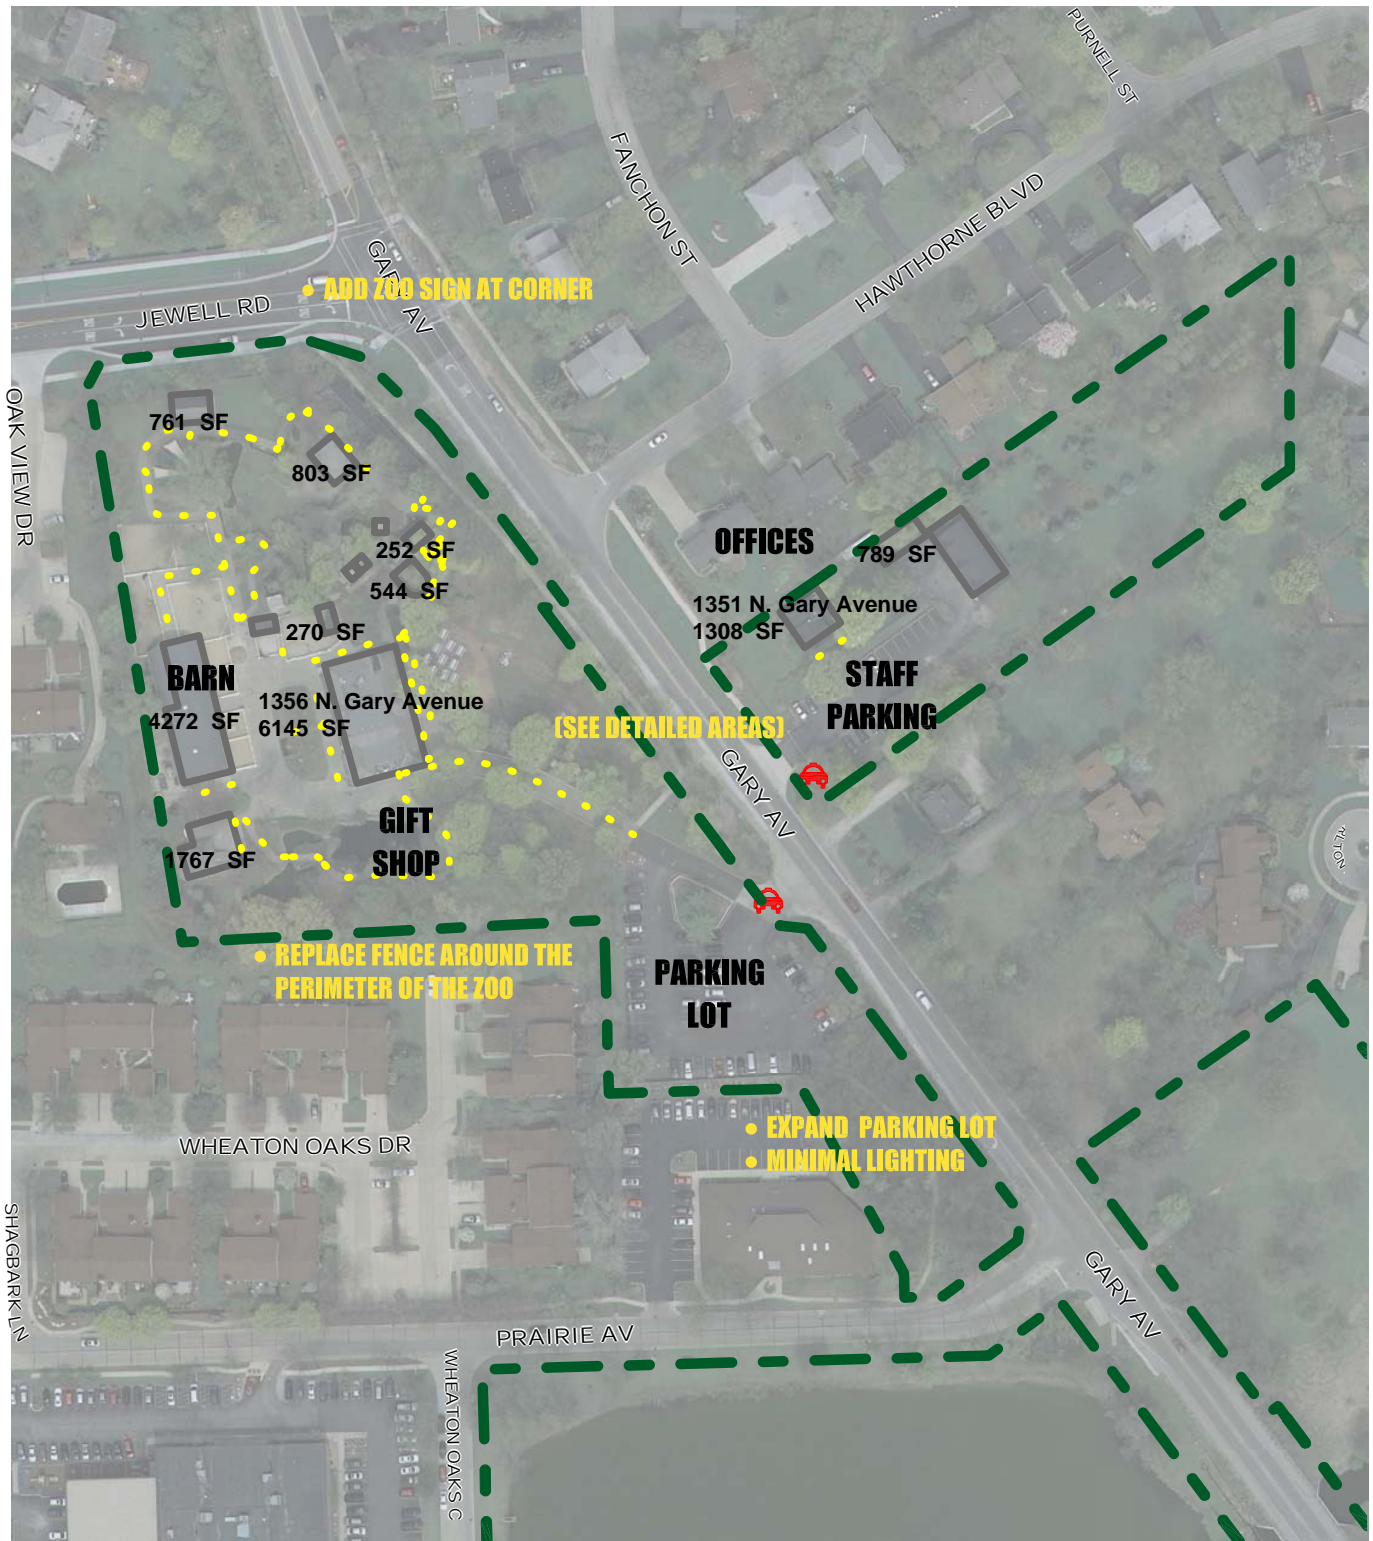 PURNELL ST
FANCHON ST
HAWTHORNE BLVD
GARY AV
• ADD ZOO SIGN AT CORNER
JEWELL RD
OAK VIEW DR
761 SF
803 SF
252 SF
544 SF
270 SF
OFFICES
789 SF
1351 N. Gary Avenue
1308 SF
STAFF
PARKING
BARN
4272 SF
1356 N. Gary Avenue
6145 SF
(SEE DETAILED AREAS)
GARY AV
GIFT
SHOP
1767 SF
• REPLACE FENCE AROUND THE
PERIMETER OF THE ZOO
PARKING
LOT
• EXPAND PARKING LOT
• MINIMAL LIGHTING
WHEATON OAKS DR
SHAGBARK LN
PRAIRIE AV
GARY AV
WHEATON OAKS C